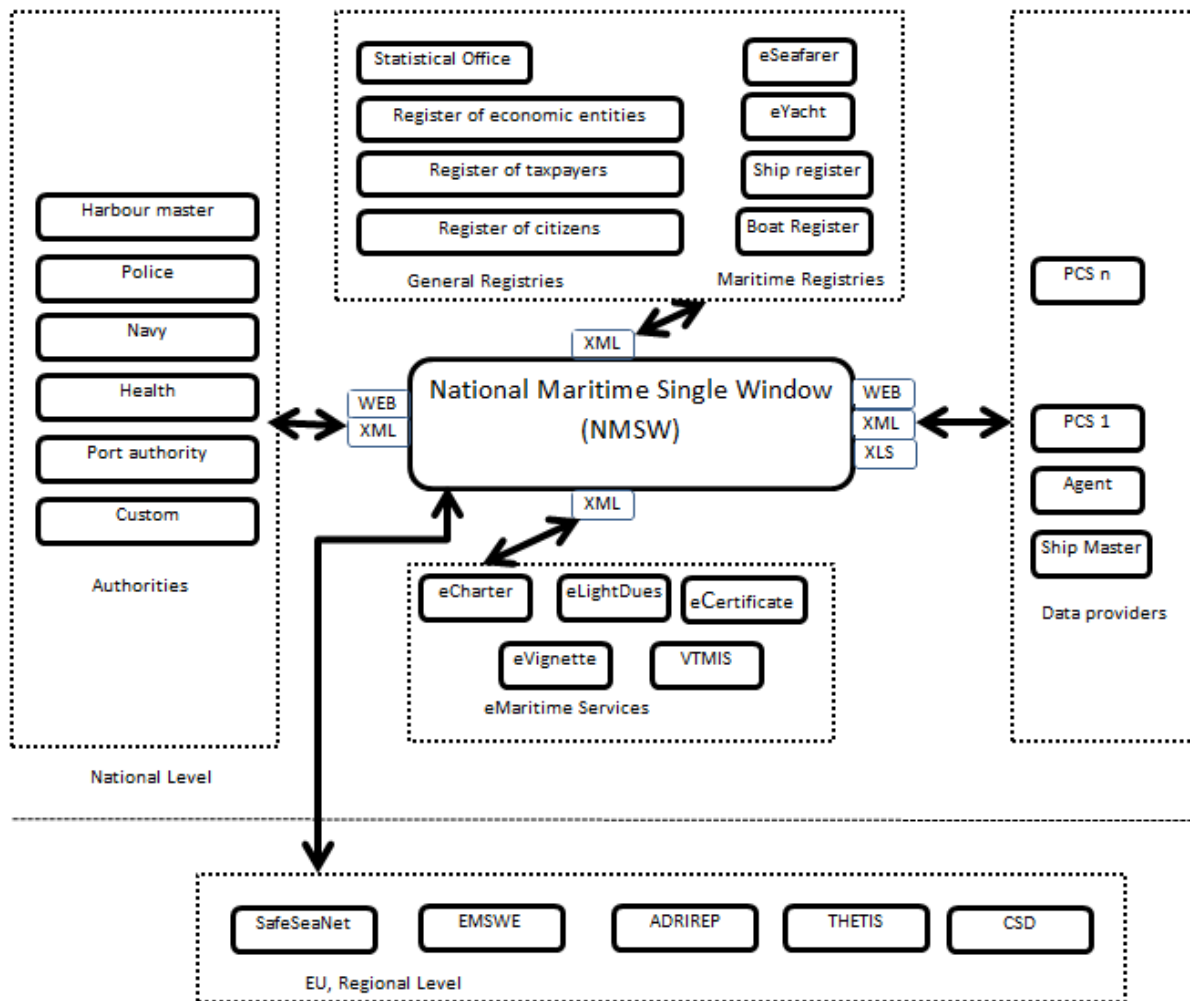 Statistical Office
Register of economic entities
Register of taxpayers
Register of citizens
General Registries
eSeafarer
eYacht
Ship register
Boat Register
Maritime Registries
Harbour master
Police
Navy
Health
Port authority
Custom
Authorities
National Level
XML
WEB
XML
National Maritime Single Window
(NMSW)
WEB
XML
XLS
XML
PCS n
PCS 1
Agent
Ship Master
Data providers
eCharter
eLightDues
eCertificate
eVignette
VTMIS
eMaritime Services
SafeSeaNet
EMSWE
ADRIREP
THETIS
CSD
EU, Regional Level